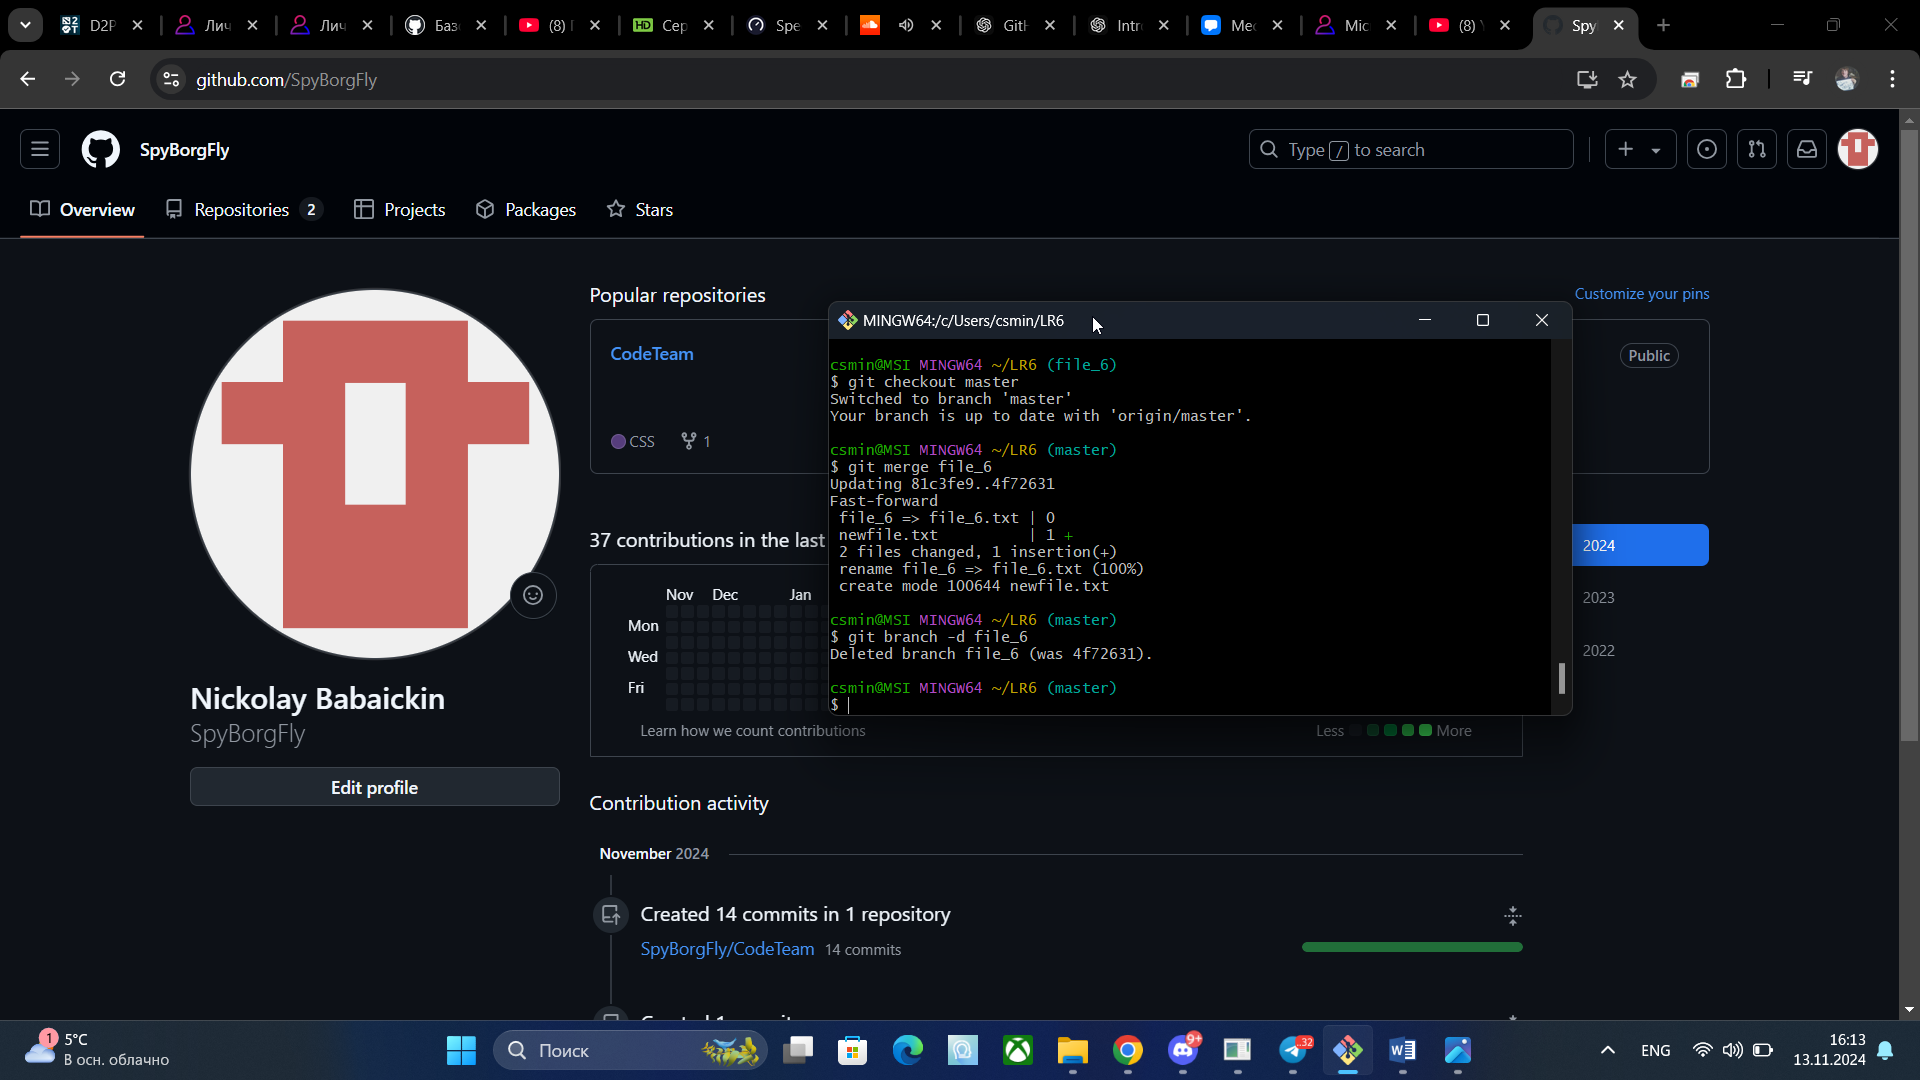 D2P
Лич
Лич
Баз
(8)
Сер
Spe
GitH
Intr
Мес
Mic
(8)
Spy
github.com/SpyBorgFly
SpyBorgFly
Type / to search
Overview
Repositories 2
Projects
Packages
Stars
Popular repositories
Customize your pins
CodeTeam
Public
CSS
1
MINGW64:/c/Users/csmin/LR6
csmin@MSI MINGW64 ~/LR6 (file_6)
$ git checkout master
Switched to branch 'master'
Your branch is up to date with 'origin/master'.
csmin@MSI MINGW64 ~/LR6 (master)
$ git merge file_6
Updating 81c3fe9..4f72631
Fast-forward
file_6 => file_6.txt | 0
newfile.txt | 1 +
2 files changed, 1 insertion(+)
rename file_6 => file_6.txt (100%)
create mode 100644 newfile.txt
csmin@MSI MINGW64 ~/LR6 (master)
$ git branch -d file_6
Deleted branch file_6 (was 4f72631).
csmin@MSI MINGW64 ~/LR6 (master)
$
37 contributions in the last
2024
2023
2022
Nov Dec Jan
Mon
Wed
Fri
Learn how we count contributions
Less More
Nickolay Babaickin
SpyBorgFly
Edit profile
Contribution activity
November 2024
Created 14 commits in 1 repository
SpyBorgFly/CodeTeam 14 commits
1
5°C
В осн. облачно
Поиск
9+
32
ENG
16:13
13.11.2024